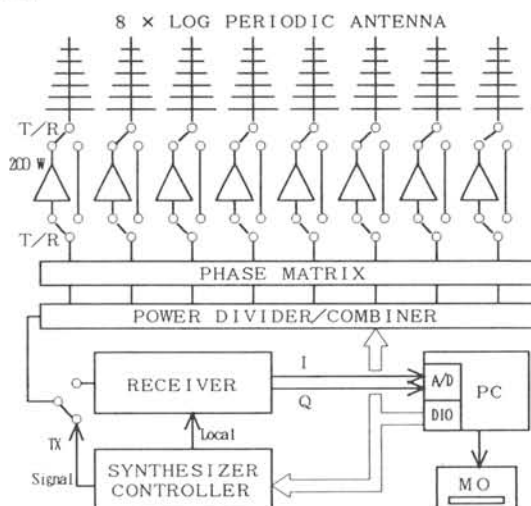 8 × LOG PERIODIC ANTENNA
T/R
200 W
T/R
PHASE MATRIX
POWER DIVIDER/COMBINER
I
RECEIVER
A/D
PC
Q
DIO
TX
Local
Signal
SYNTHESIZER
CONTROLLER
MO